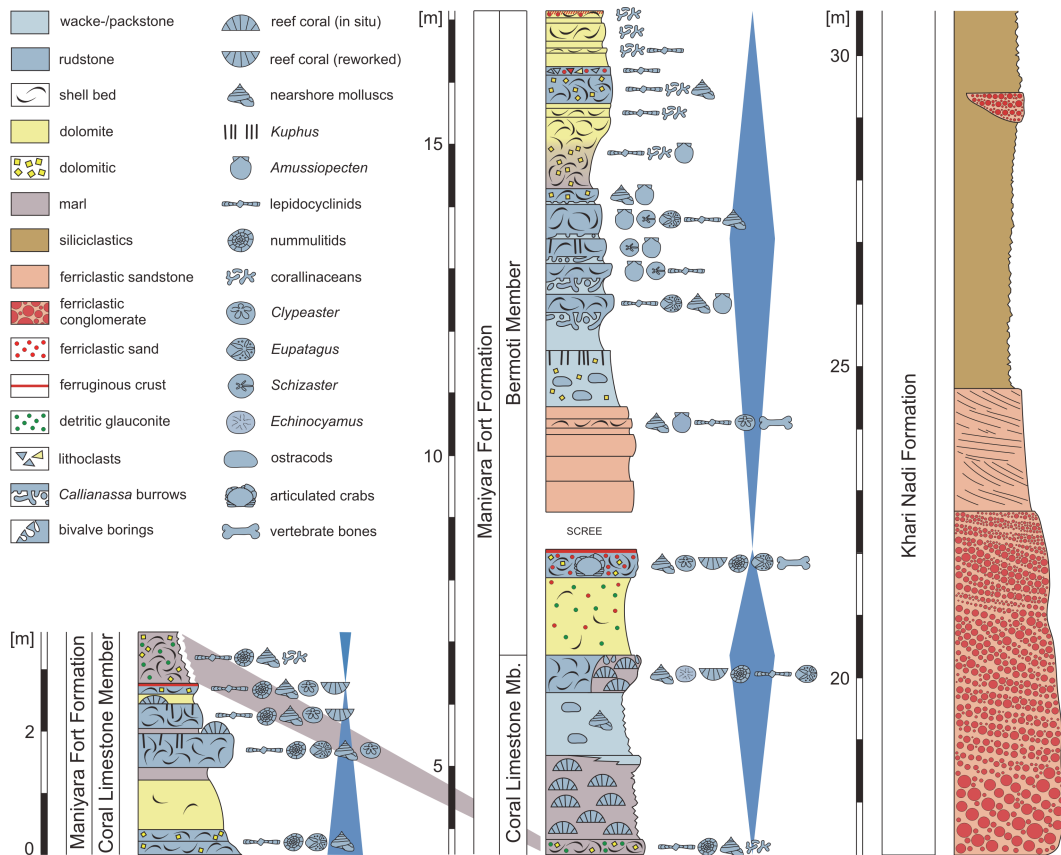 wacke-/packstone
rudstone
shell bed
dolomite
dolomitic
marl
siliciclastics
ferriclastic sandstone
ferriclastic
conglomerate
ferriclastic sand
ferruginous crust
detritic glauconite
lithoclasts
Callianassa burrows
bivalve borings
reef coral (in situ)
reef coral (reworked)
nearshore molluscs
Kuphus
Amussiopecten
lepidocyclinids
nummulitids
corallinaceans
Clypeaster
Eupatagus
Schizaster
Echinocyamus
ostracods
articulated crabs
vertebrate bones
[m]
2
0
Maniyara Fort Formation
Coral Limestone Member
[m]
15
10
5
Maniyara Fort Formation
Bermoti Member
Coral Limestone Mb.
SCREE
[m]
30
25
20
Khari Nadi Formation